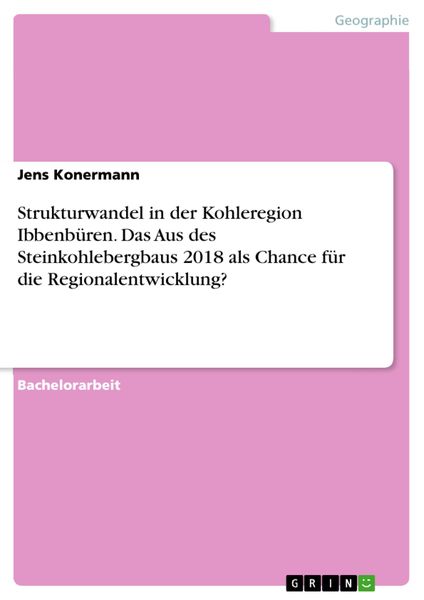 Geographie
Jens Konermann
Strukturwandel in der Kohleregion
Ibbenbüren. Das Aus des
Steinkohlebergbaus 2018 als Chance für
die Regionalentwicklung?
Bachelorarbeit
GRIN